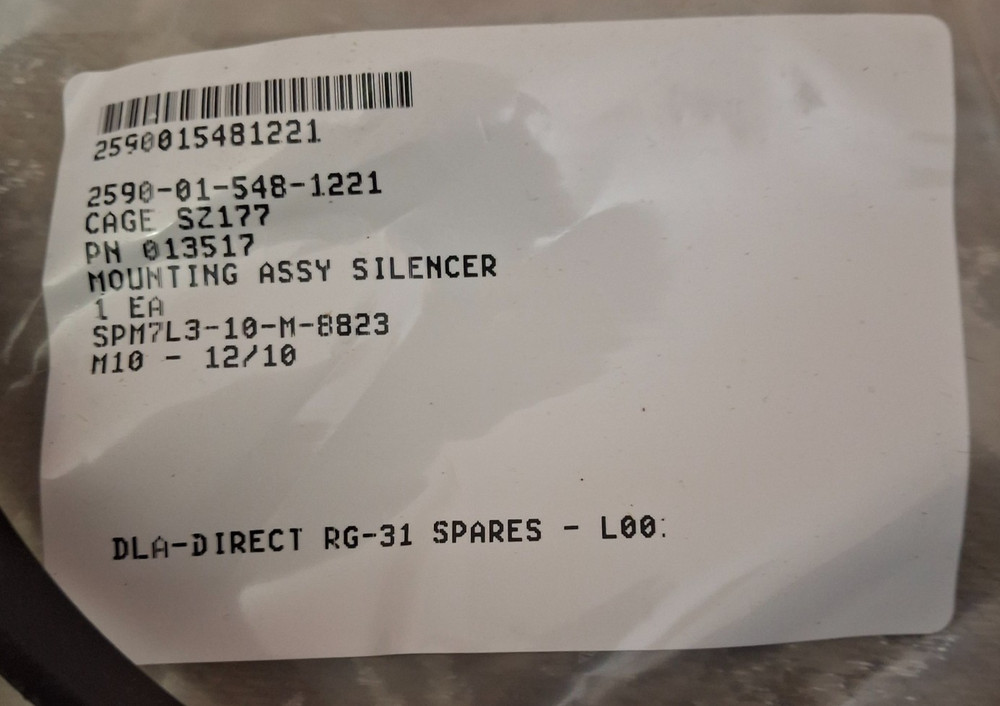 2590015481221
2590-01-548-1221
CAGE SZ177
PN 013517
MOUNTING ASSY SILENCER
1 EA
SPM7L3-10-M-8823
M10 - 12/10
DLA-DIRECT RG-31 SPARES - L00: